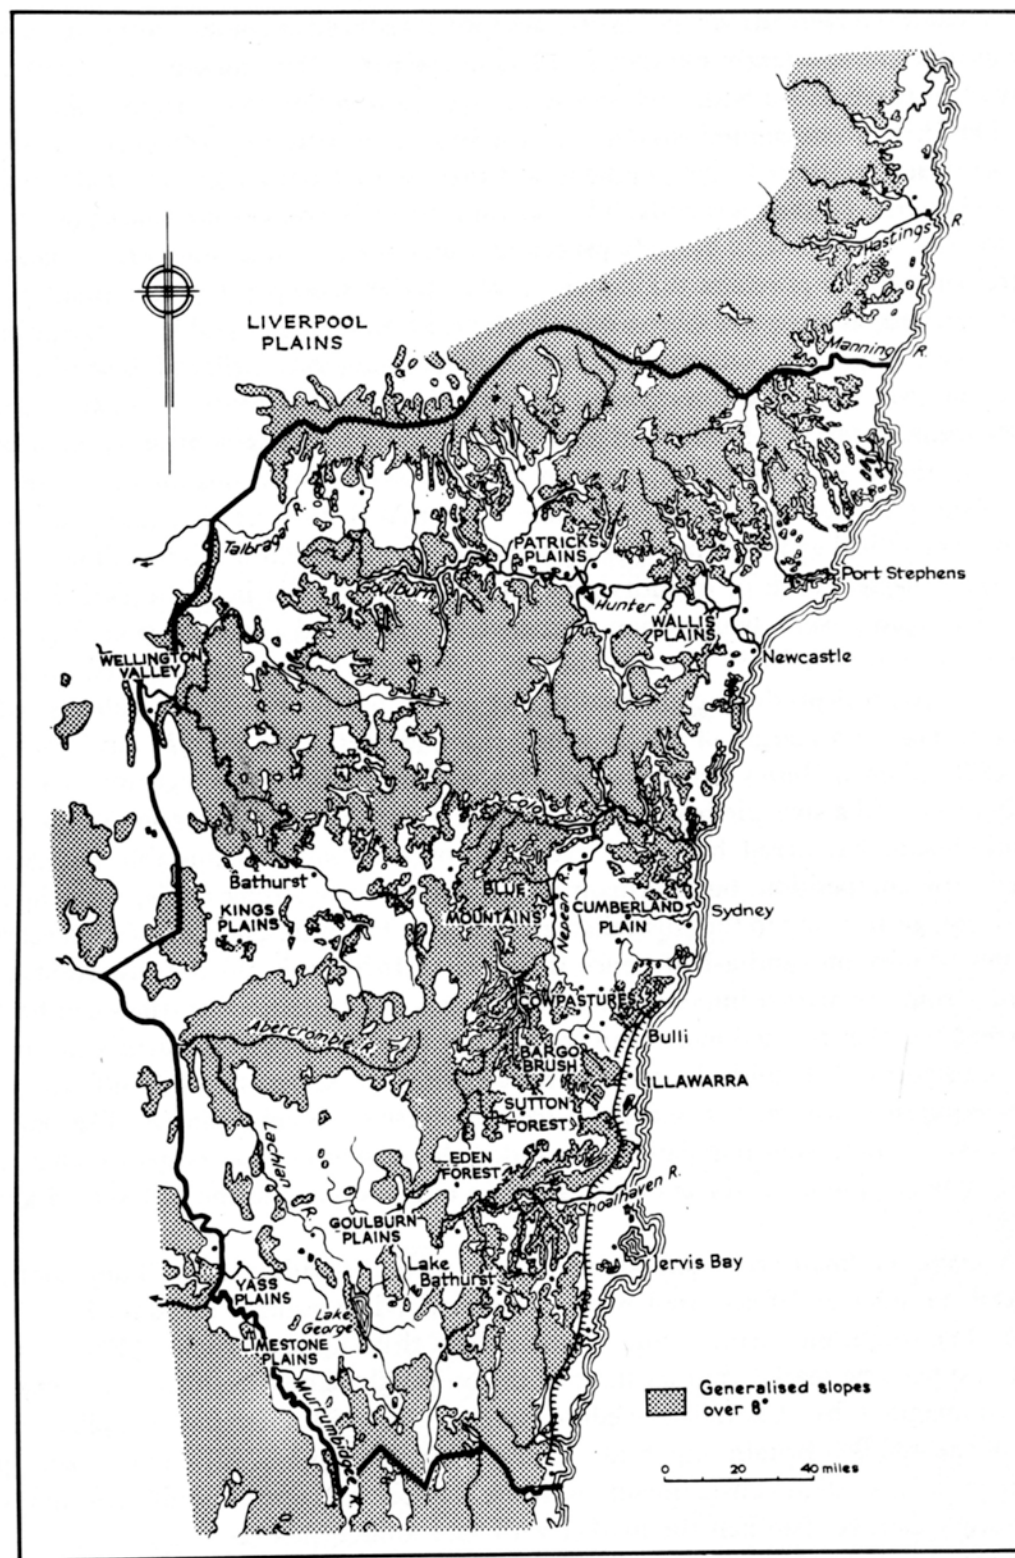 Hastings R
LIVERPOOL
PLAINS
Manning R.
Talbragar R.
PATRICKS
PLAINS
Port Stephens
Goulburn
Hunter R.
WALLIS
PLAINS
WELLINGTON
VALLEY
Newcastle
Colo R.
Bathurst
BLUE
MOUNTAINS
Nepean R.
KINGS
PLAINS
CUMBERLAND
PLAIN
Sydney
COWPASTURES
Abercrombie R.
Bulli
BARGO
BRUSH
ILLAWARRA
SUTTON
FOREST
Lachlan R.
EDEN
FOREST
Shoalhaven R.
GOULBURN
PLAINS
Lake
Bathurst
Jervis Bay
YASS
PLAINS
Lake
George
LIMESTONE
PLAINS
Murrumbidgee R.
Generalised slopes
over 8°
0 20 40 miles